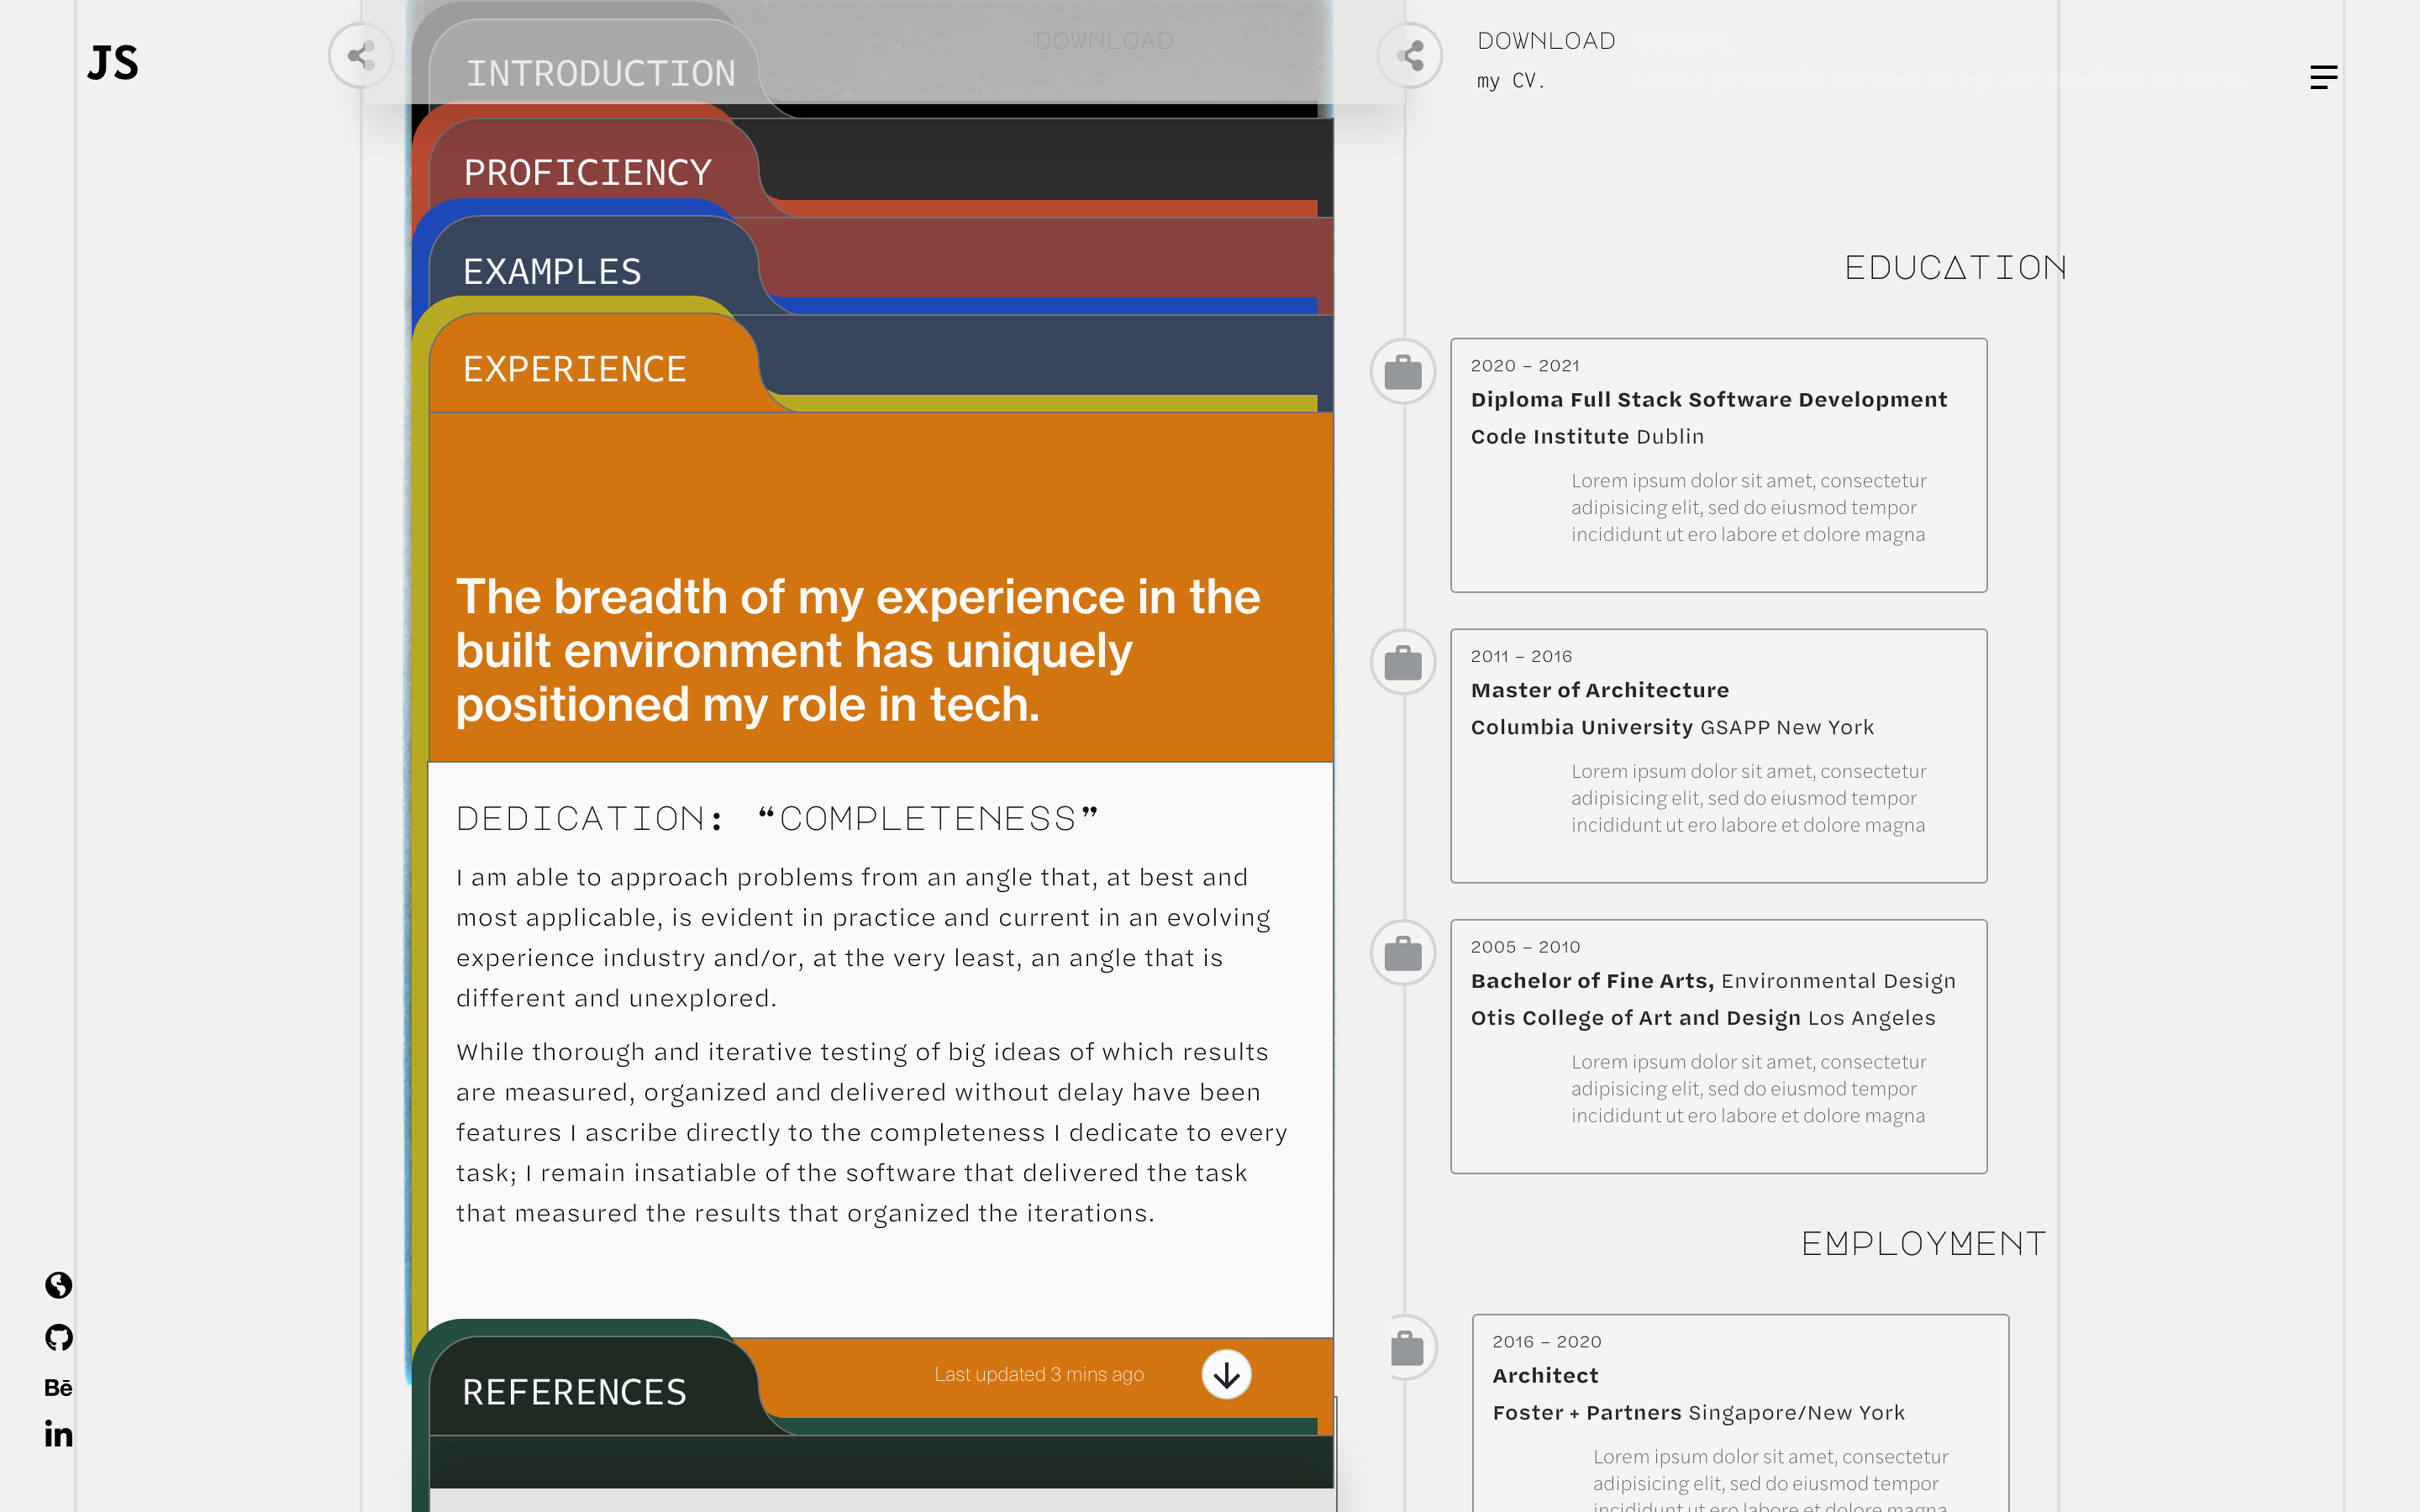 JS
DOWNLOAD
DOWNLOAD
my CV.
INTRODUCTION
PROFICIENCY
EXAMPLES
EXPERIENCE
The breadth of my experience in the
built environment has uniquely
positioned my role in tech.
DEDICATION: “COMPLETENESS”
I am able to approach problems from an angle that, at best and
most applicable, is evident in practice and current in an evolving
experience industry and/or, at the very least, an angle that is
different and unexplored.
While thorough and iterative testing of big ideas of which results
are measured, organized and delivered without delay have been
features I ascribe directly to the completeness I dedicate to every
task; I remain insatiable of the software that delivered the task
that measured the results that organized the iterations.
Last updated 3 mins ago
REFERENCES
Bē
in
EDUCATION
2020 – 2021
Diploma Full Stack Software Development
Code Institute Dublin
Lorem ipsum dolor sit amet, consectetur
adipisicing elit, sed do eiusmod tempor
incididunt ut ero labore et dolore magna
2011 – 2016
Master of Architecture
Columbia University GSAPP New York
Lorem ipsum dolor sit amet, consectetur
adipisicing elit, sed do eiusmod tempor
incididunt ut ero labore et dolore magna
2005 – 2010
Bachelor of Fine Arts, Environmental Design
Otis College of Art and Design Los Angeles
Lorem ipsum dolor sit amet, consectetur
adipisicing elit, sed do eiusmod tempor
incididunt ut ero labore et dolore magna
EMPLOYMENT
2016 – 2020
Architect
Foster + Partners Singapore/New York
Lorem ipsum dolor sit amet, consectetur
adipisicing elit, sed do eiusmod tempor
incididunt ut ero labore et dolore magna